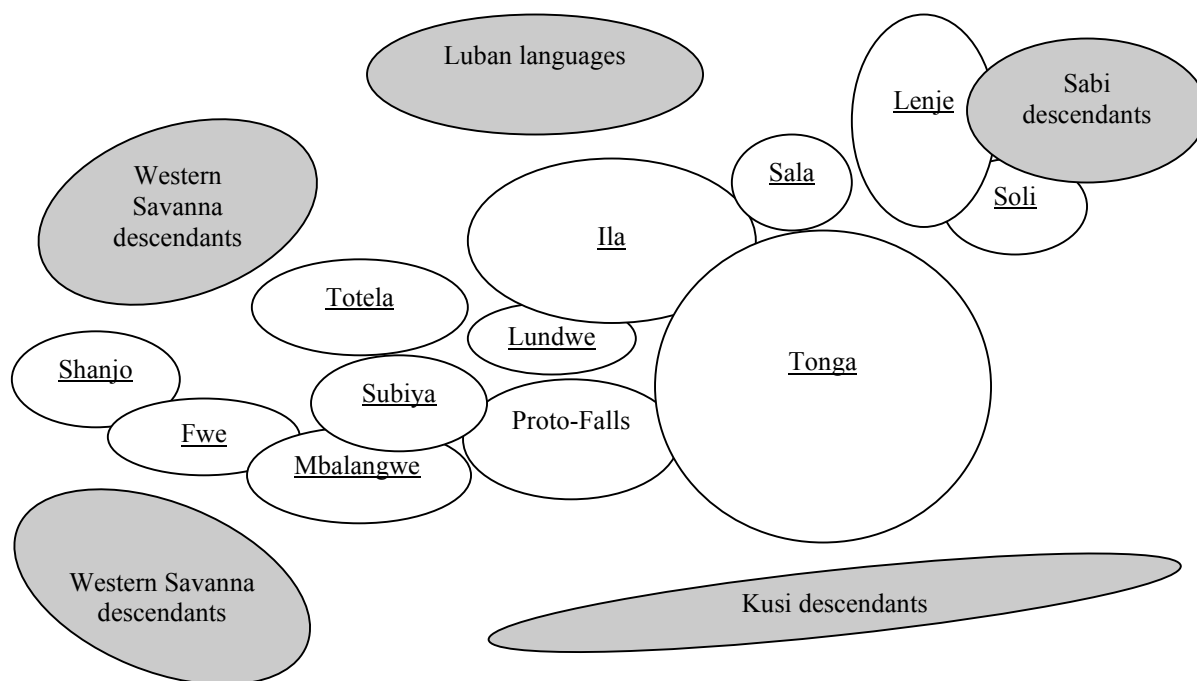 Luban languages
Lenje
Sabi
descendants
Western
Savanna
descendants
Sala
Soli
Ila
Totela
Lundwe
Shanjo
Tonga
Subiya
Proto-Falls
Fwe
Mbalangwe
Western Savanna
descendants
Kusi descendants